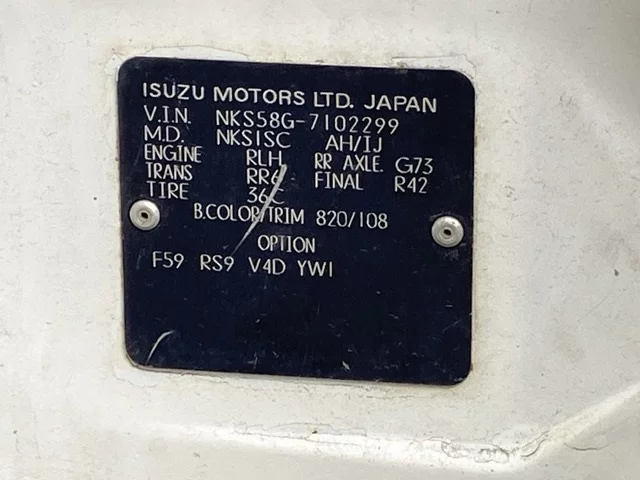 ISUZU MOTORS LTD. JAPAN
V.I.N. NKS58G-7102299
M.D. NKS1SC AH/IJ
ENGINE RLH RR AXLE. G73
TRANS RR6 FINAL R42
TIRE 36C
B.COLOR/TRIM 820/108
OPTION
F59 RS9 V4D YW1